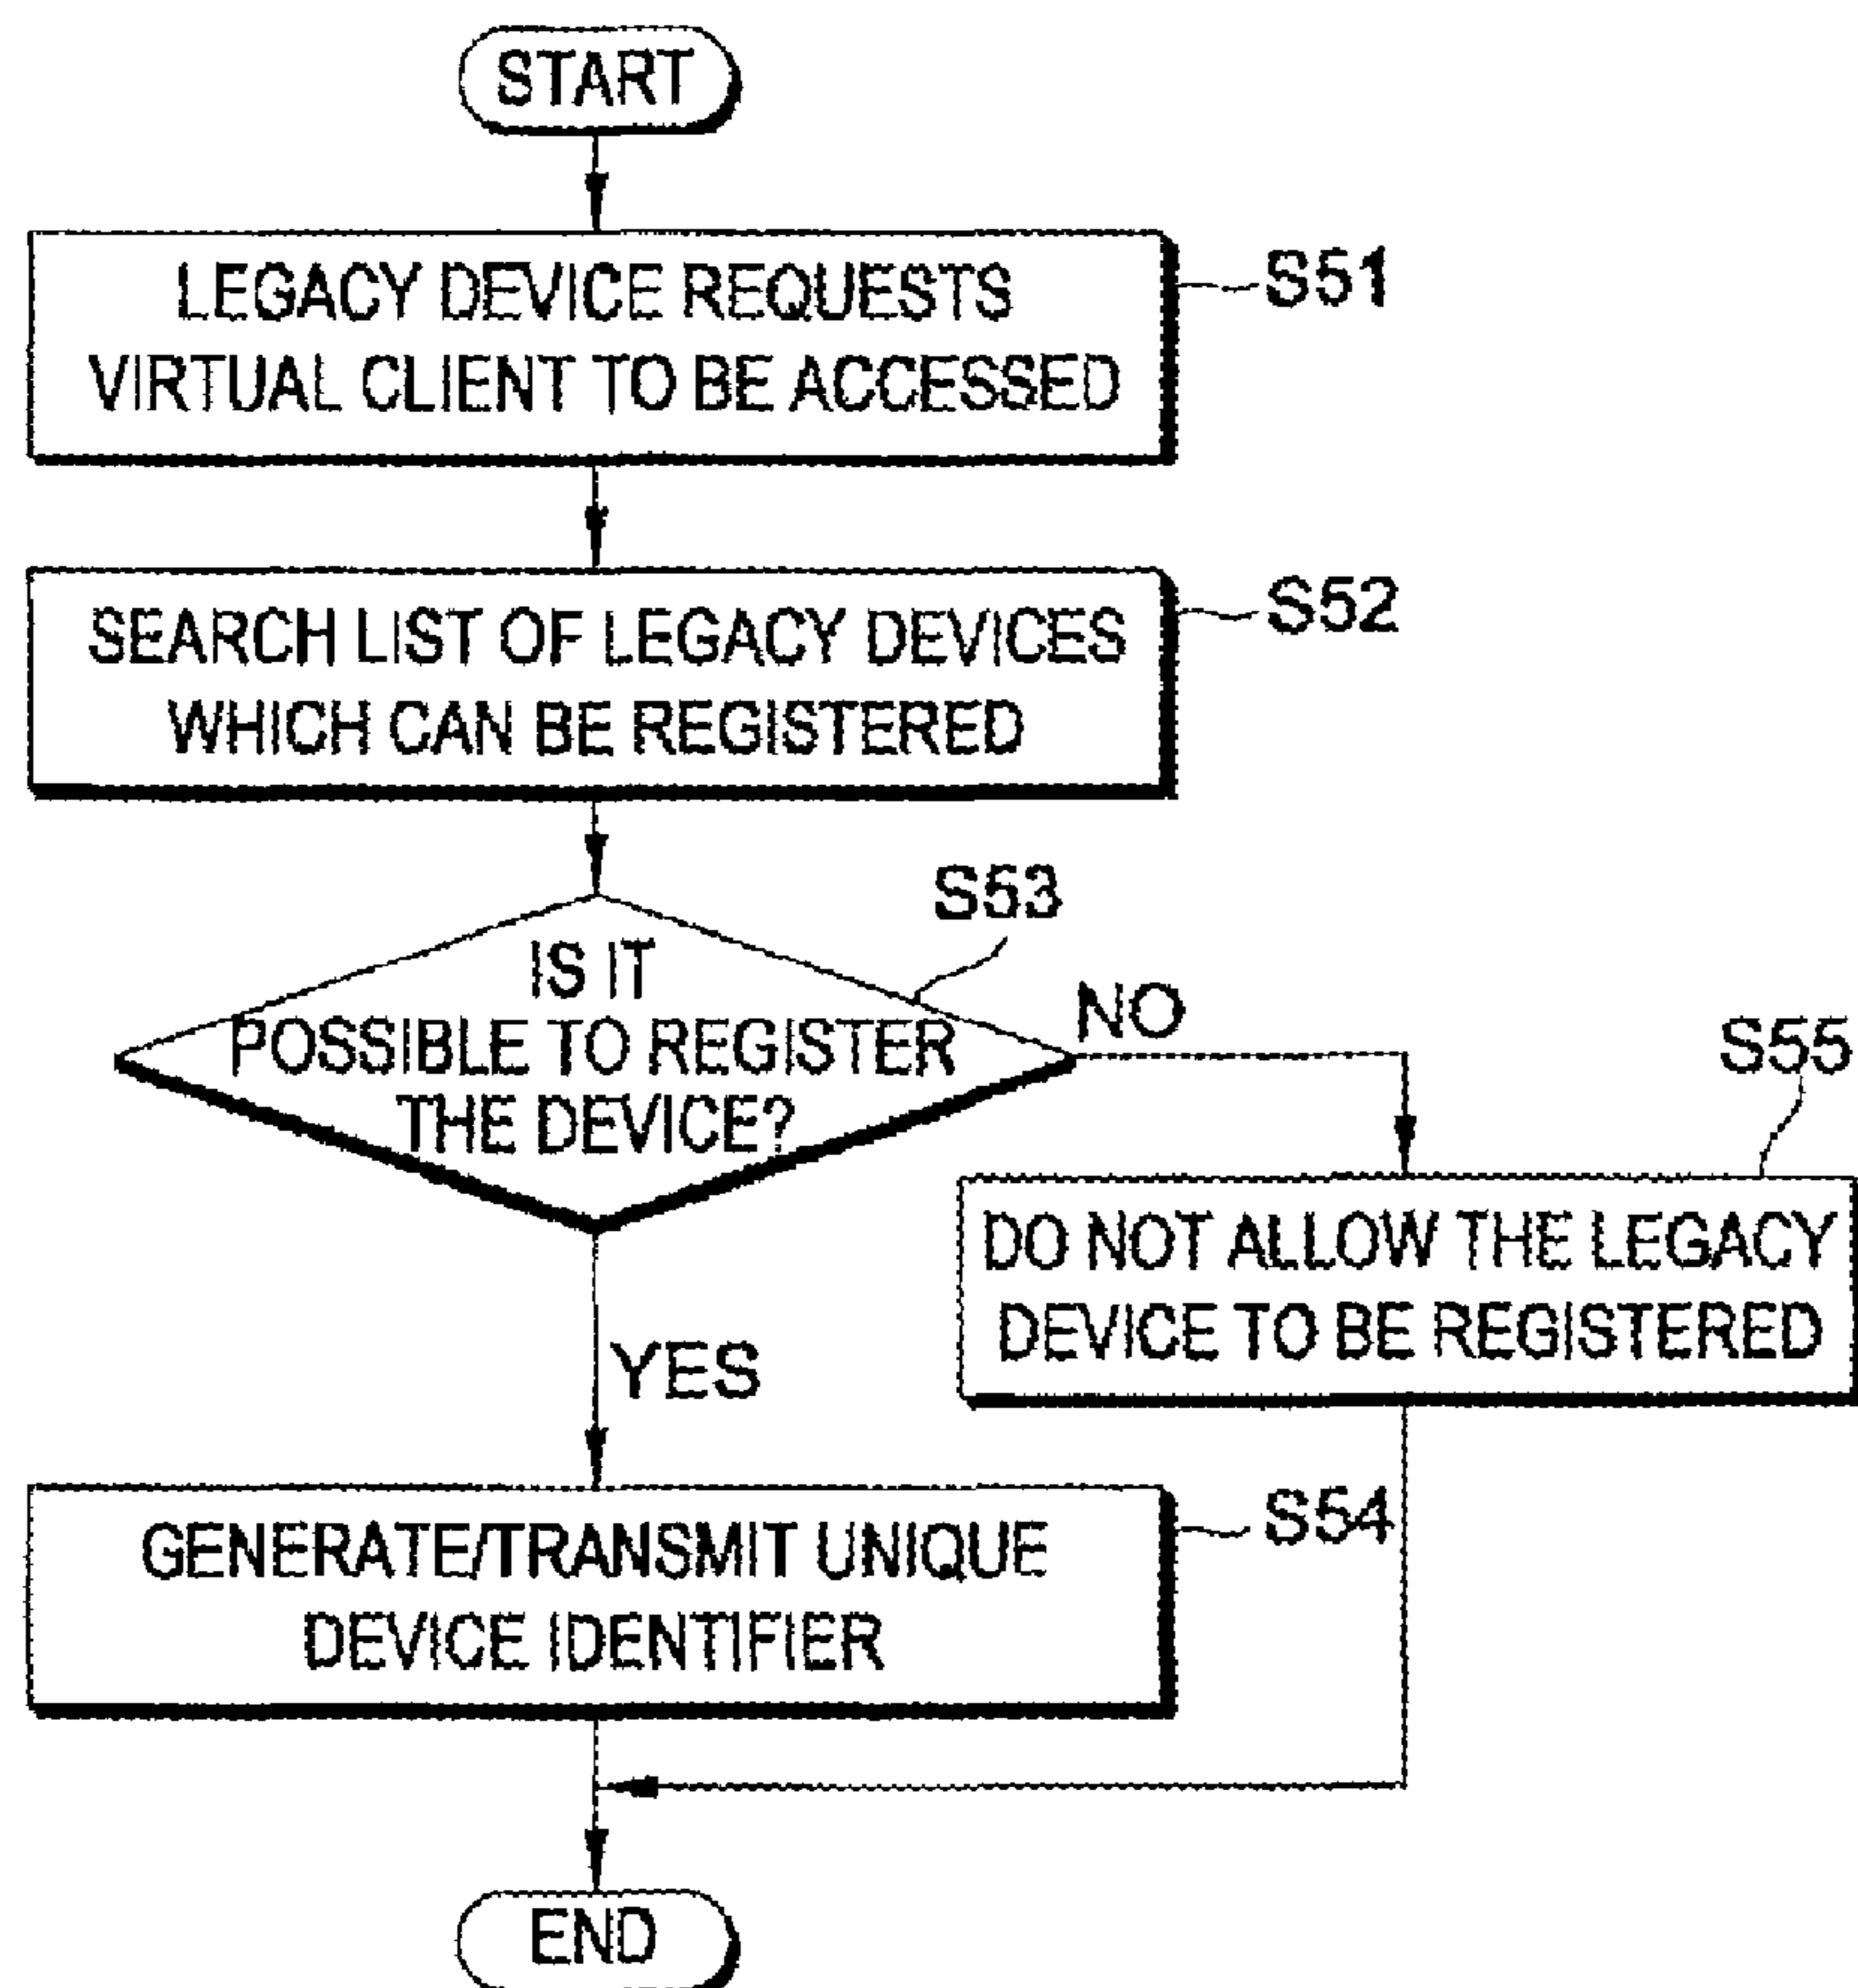 START
LEGACY DEVICE REQUESTS
VIRTUAL CLIENT TO BE ACCESSED
S51
SEARCH LIST OF LEGACY DEVICES
WHICH CAN BE REGISTERED
S52
S53
IS IT
POSSIBLE TO REGISTER
THE DEVICE?
NO
S55
DO NOT ALLOW THE LEGACY
DEVICE TO BE REGISTERED
YES
GENERATE/TRANSMIT UNIQUE
DEVICE IDENTIFIER
S54
END